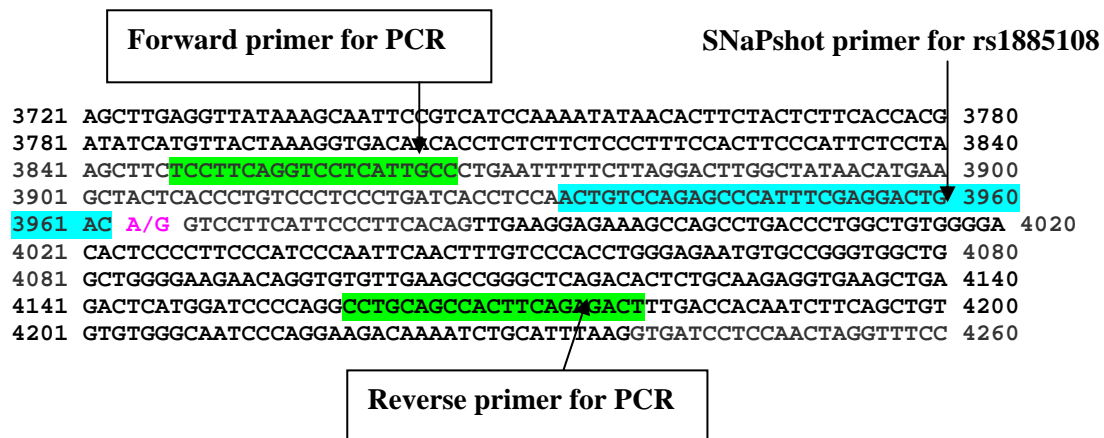 Forward primer for PCR
SNaPshot primer for rs1885108
3721 AGCTTGAGGTTATAAAGCAATTCCGTCATCCAAAATATAACACTTCTACTCTTCACCACG 3780
3781 ATATCATGTTACTAAAGGTGACAACACCTCTCTTCTCCCTTTCCACTTCCCATTCTCCTA 3840
3841 AGCTTCTCCTTCAGGTCCTCATTGCCCTGAATTTTTCTTAGGACTTGGCTATAACATGAA 3900
3901 GCTACTCACCCTGTCCCTCCCTGATCACCTCCAACTGTCCAGAGCCCATTTCGAGGACTG 3960
3961 AC A/G GTCCTTCATTCCCTTCACAGTTGAAGGAGAAAGCCAGCCTGACCCTGGCTGTGGGGA 4020
4021 CACTCCCCTTCCCATCCCAATTCAACTTTGTCCCACCTGGGAGAATGTGCCGGGTGGCTG 4080
4081 GCTGGGGAAGAACAGGTGTGTTGAAGCCGGGCTCAGACACTCTGCAAGAGGTGAAGCTGA 4140
4141 GACTCATGGATCCCCAGGCCTGCAGCCACTTCAGAGACTTTGACCACAATCTTCAGCTGT 4200
4201 GTGTGGGCAATCCCAGGAAGACAAAATCTGCATTTAAGGTGATCCTCCAACTAGGTTTCC 4260
Reverse primer for PCR